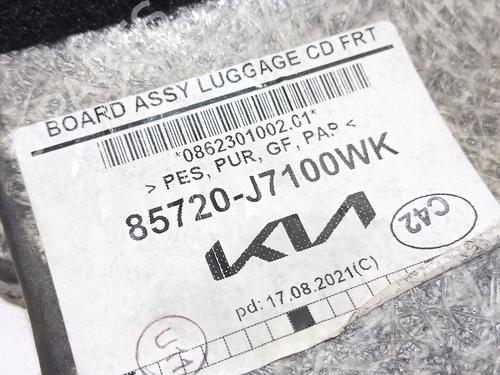 BOARD ASSY LUGGAGE CD FRT
*0862301002.01*
> PES, PUR, GF, PAP <
85720-J7100WK
KIA
C42
pd: 17.08.2021(C)